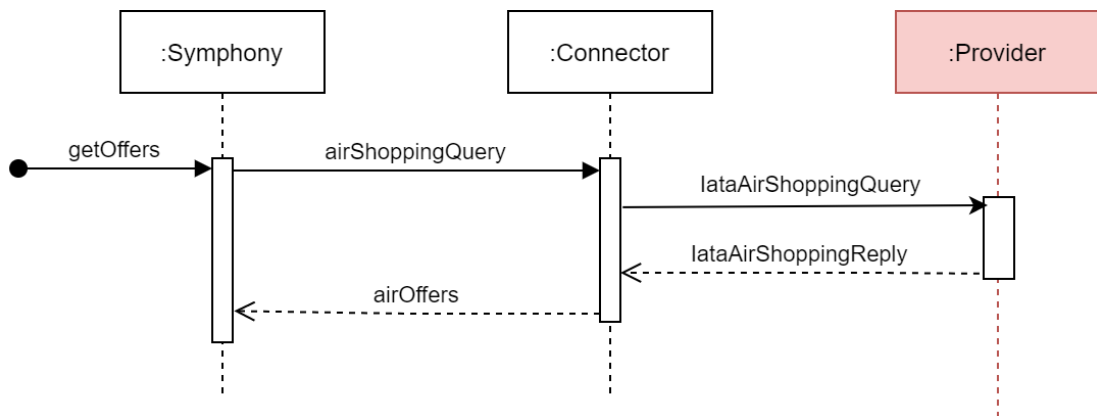 :Symphony
:Connector
:Provider
getOffers
airShoppingQuery
IataAirShoppingQuery
IataAirShoppingReply
airOffers